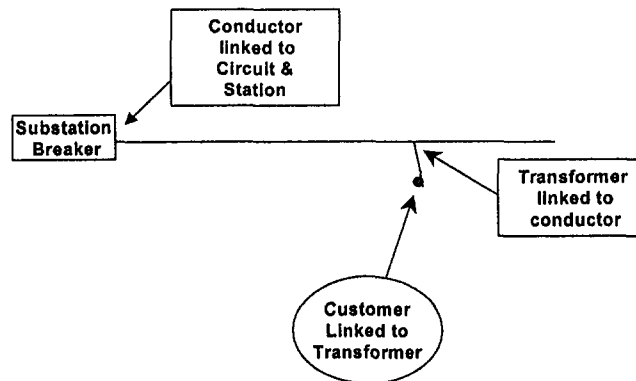 Conductor
linked to
Circuit &
Station
Substation
Breaker
Transformer
linked to
conductor
Customer
Linked to
Transformer